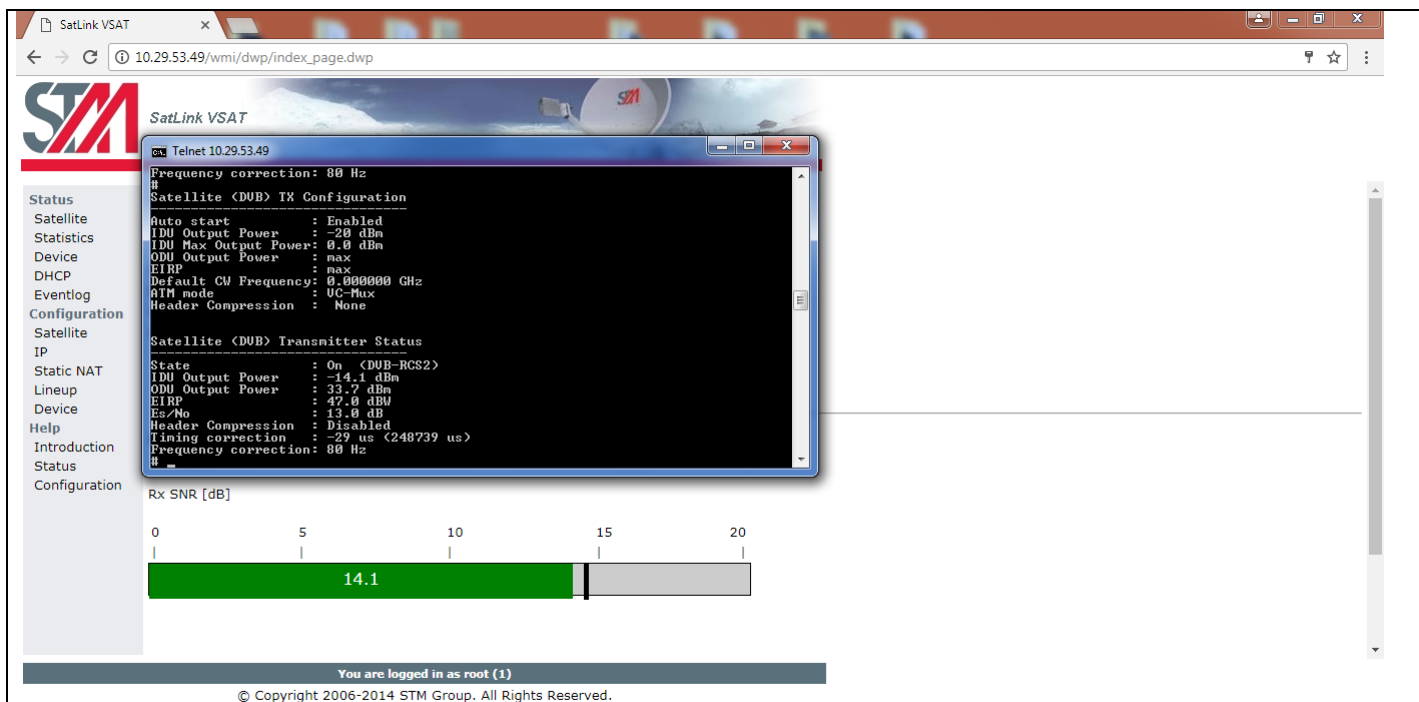 SatLink VSAT
10.29.53.49/wmi/dwp/index_page.dwp
STM
SatLink VSAT
STM
Telnet 10.29.53.49
Frequency correction: 80 Hz
#
Satellite (DVB) TX Configuration
--------------------------------
Auto start : Enabled
IDU Output Power : -20 dBm
IDU Max Output Power: 0.0 dBm
ODU Output Power : max
EIRP : max
Default CW Frequency: 0.000000 GHz
ATM mode : VC-Mux
Header Compression : None
Satellite (DVB) Transmitter Status
--------------------------------
State : On (DVB-RCS2)
IDU Output Power : -14.1 dBm
ODU Output Power : 33.7 dBm
EIRP : 47.0 dBW
Es/No : 13.0 dB
Header Compression : Disabled
Timing correction : -29 us (248739 us)
Frequency correction: 80 Hz
# _
Status
Satellite
Statistics
Device
DHCP
Eventlog
Configuration
Satellite
IP
Static NAT
Lineup
Device
Help
Introduction
Status
Configuration
Rx SNR [dB]
0 5 10 15 20
14.1
You are logged in as root (1)
© Copyright 2006-2014 STM Group. All Rights Reserved.